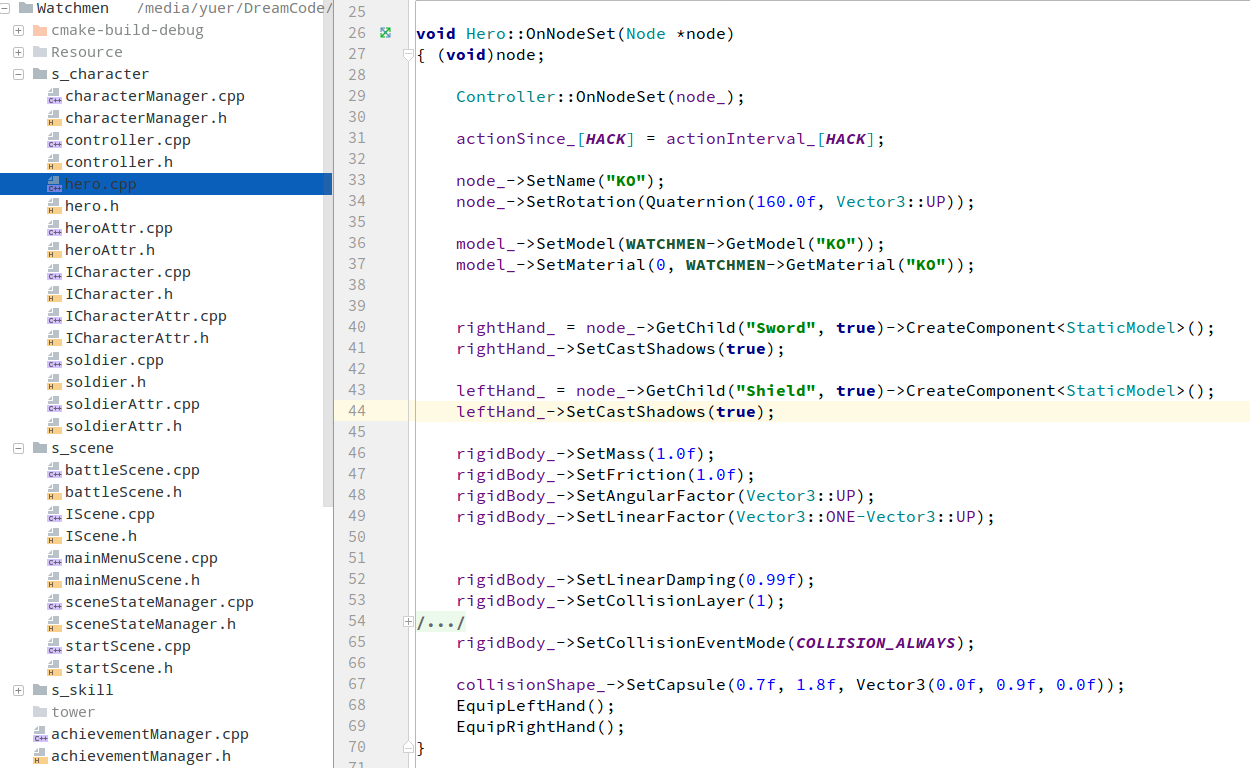 Watchmen /media/yuer/DreamCode/
cmake-build-debug
Resource
s_character
characterManager.cpp
characterManager.h
controller.cpp
controller.h
hero.cpp
hero.h
heroAttr.cpp
heroAttr.h
ICharacter.cpp
ICharacter.h
ICharacterAttr.cpp
ICharacterAttr.h
soldier.cpp
soldier.h
soldierAttr.cpp
soldierAttr.h
s_scene
battleScene.cpp
battleScene.h
IScene.cpp
IScene.h
mainMenuScene.cpp
mainMenuScene.h
sceneStateManager.cpp
sceneStateManager.h
startScene.cpp
startScene.h
s_skill
tower
achievementManager.cpp
achievementManager.h
25
26 void Hero::OnNodeSet(Node *node)
27 { (void)node;
28
29     Controller::OnNodeSet(node_);
30
31     actionSince_[HACK] = actionInterval_[HACK];
32
33     node_->SetName("KO");
34     node_->SetRotation(Quaternion(160.0f, Vector3::UP));
35
36     model_->SetModel(WATCHMEN->GetModel("KO"));
37     model_->SetMaterial(0, WATCHMEN->GetMaterial("KO"));
38
39
40     rightHand_ = node_->GetChild("Sword", true)->CreateComponent<StaticModel>();
41     rightHand_->SetCastShadows(true);
42
43     leftHand_ = node_->GetChild("Shield", true)->CreateComponent<StaticModel>();
44     leftHand_->SetCastShadows(true);
45
46     rigidBody_->SetMass(1.0f);
47     rigidBody_->SetFriction(1.0f);
48     rigidBody_->SetAngularFactor(Vector3::UP);
49     rigidBody_->SetLinearFactor(Vector3::ONE-Vector3::UP);
50
51
52     rigidBody_->SetLinearDamping(0.99f);
53     rigidBody_->SetCollisionLayer(1);
54 /.../
65     rigidBody_->SetCollisionEventMode(COLLISION_ALWAYS);
66
67     collisionShape_->SetCapsule(0.7f, 1.8f, Vector3(0.0f, 0.9f, 0.0f));
68     EquipLeftHand();
69     EquipRightHand();
70 }
71